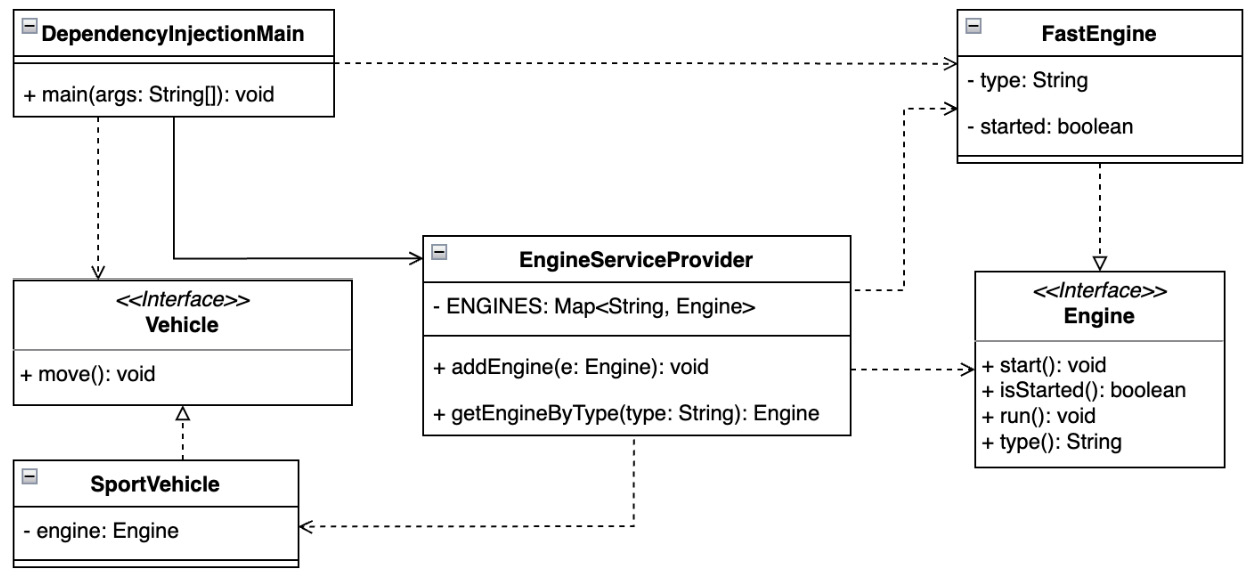 DependencyInjectionMain
+ main(args: String[]): void
FastEngine
- type: String
- started: boolean
EngineServiceProvider
- ENGINES: Map<String, Engine>
+ addEngine(e: Engine): void
+ getEngineByType(type: String): Engine
<<Interface>>
Vehicle
+ move(): void
<<Interface>>
Engine
+ start(): void
+ isStarted(): boolean
+ run(): void
+ type(): String
SportVehicle
- engine: Engine